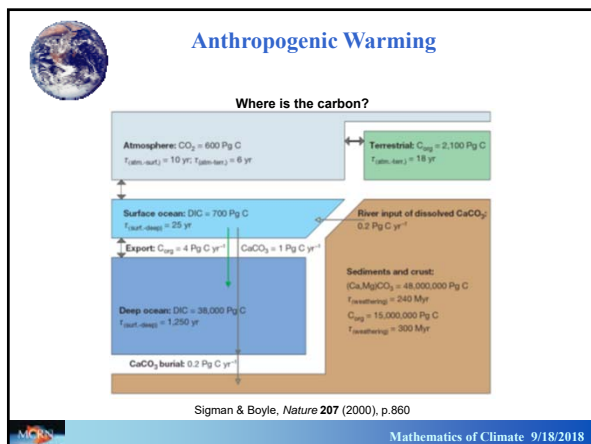 Anthropogenic Warming
Where is the carbon?
Atmosphere: CO₂ = 600 Pg C
τ(atm.-surf.) = 10 yr; τ(atm-terr.) = 6 yr
Terrestrial: Corg = 2,100 Pg C
τ(atm.-terr.) = 18 yr
Surface ocean: DIC = 700 Pg C
τ(surf.-deep) = 25 yr
River input of dissolved CaCO₃:
0.2 Pg C yr⁻¹
Export: Corg = 4 Pg C yr⁻¹ CaCO₃ = 1 Pg C yr⁻¹
Deep ocean: DIC = 38,000 Pg C
τ(surf.-deep) = 1,250 yr
Sediments and crust:
(Ca,Mg)CO₃ = 48,000,000 Pg C
τ(weathering) = 240 Myr
Corg = 15,000,000 Pg C
τ(weathering) = 300 Myr
CaCO₃ burial: 0.2 Pg C yr⁻¹
Sigman & Boyle, Nature 207 (2000), p.860
MCRN
Mathematics of Climate 9/18/2018